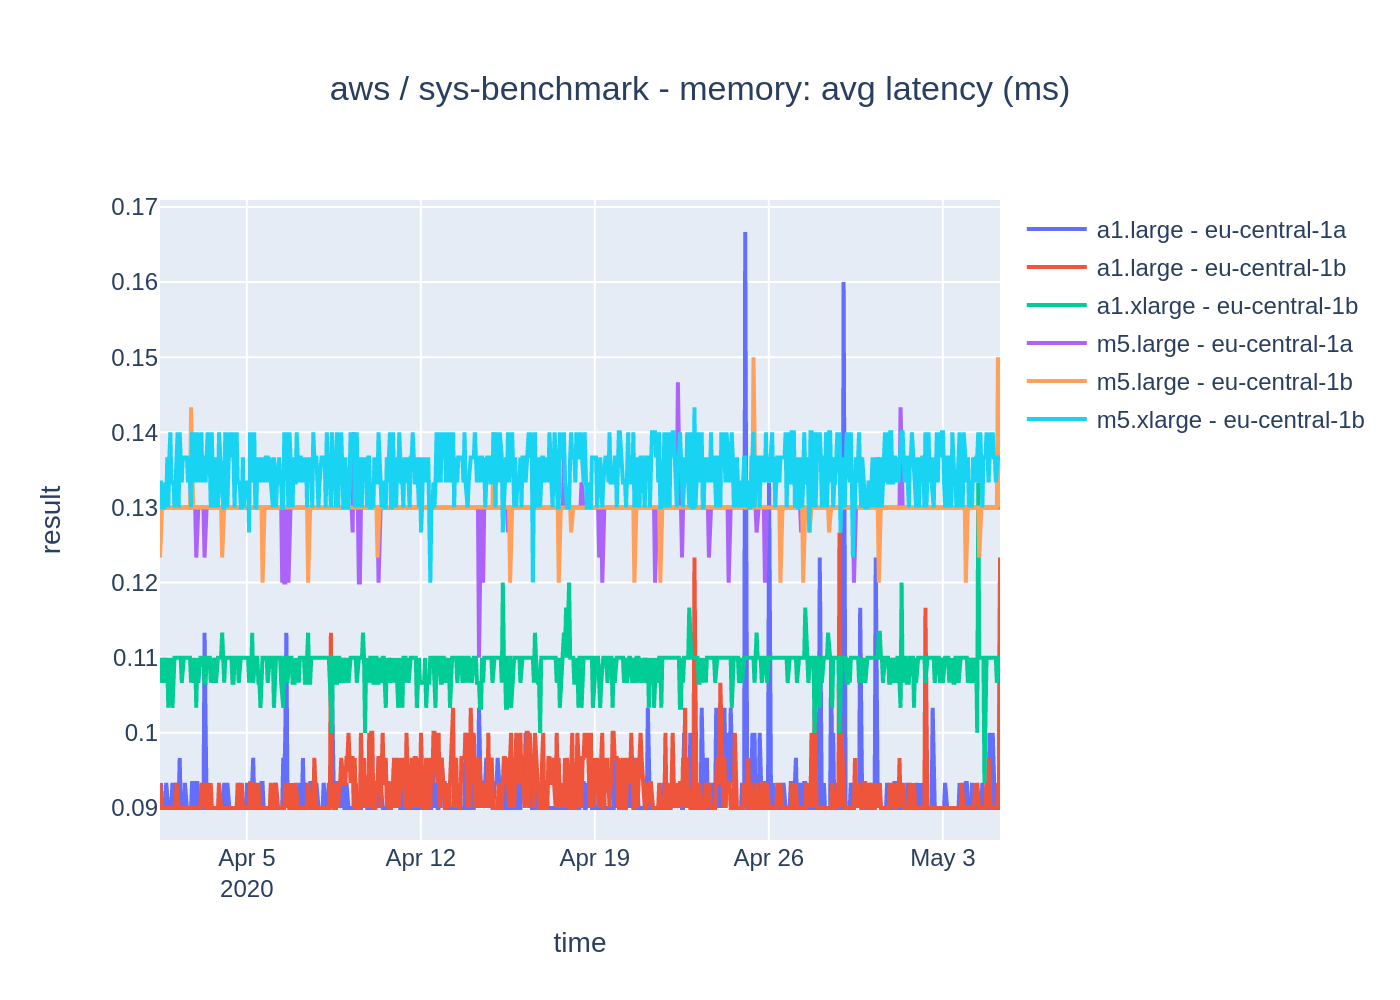 aws / sys-benchmark - memory: avg latency (ms)
0.17
0.16
0.15
0.14
0.13
0.12
0.11
0.1
0.09
result
Apr 5
2020
Apr 12
Apr 19
Apr 26
May 3
time
a1.large - eu-central-1a
a1.large - eu-central-1b
a1.xlarge - eu-central-1b
m5.large - eu-central-1a
m5.large - eu-central-1b
m5.xlarge - eu-central-1b